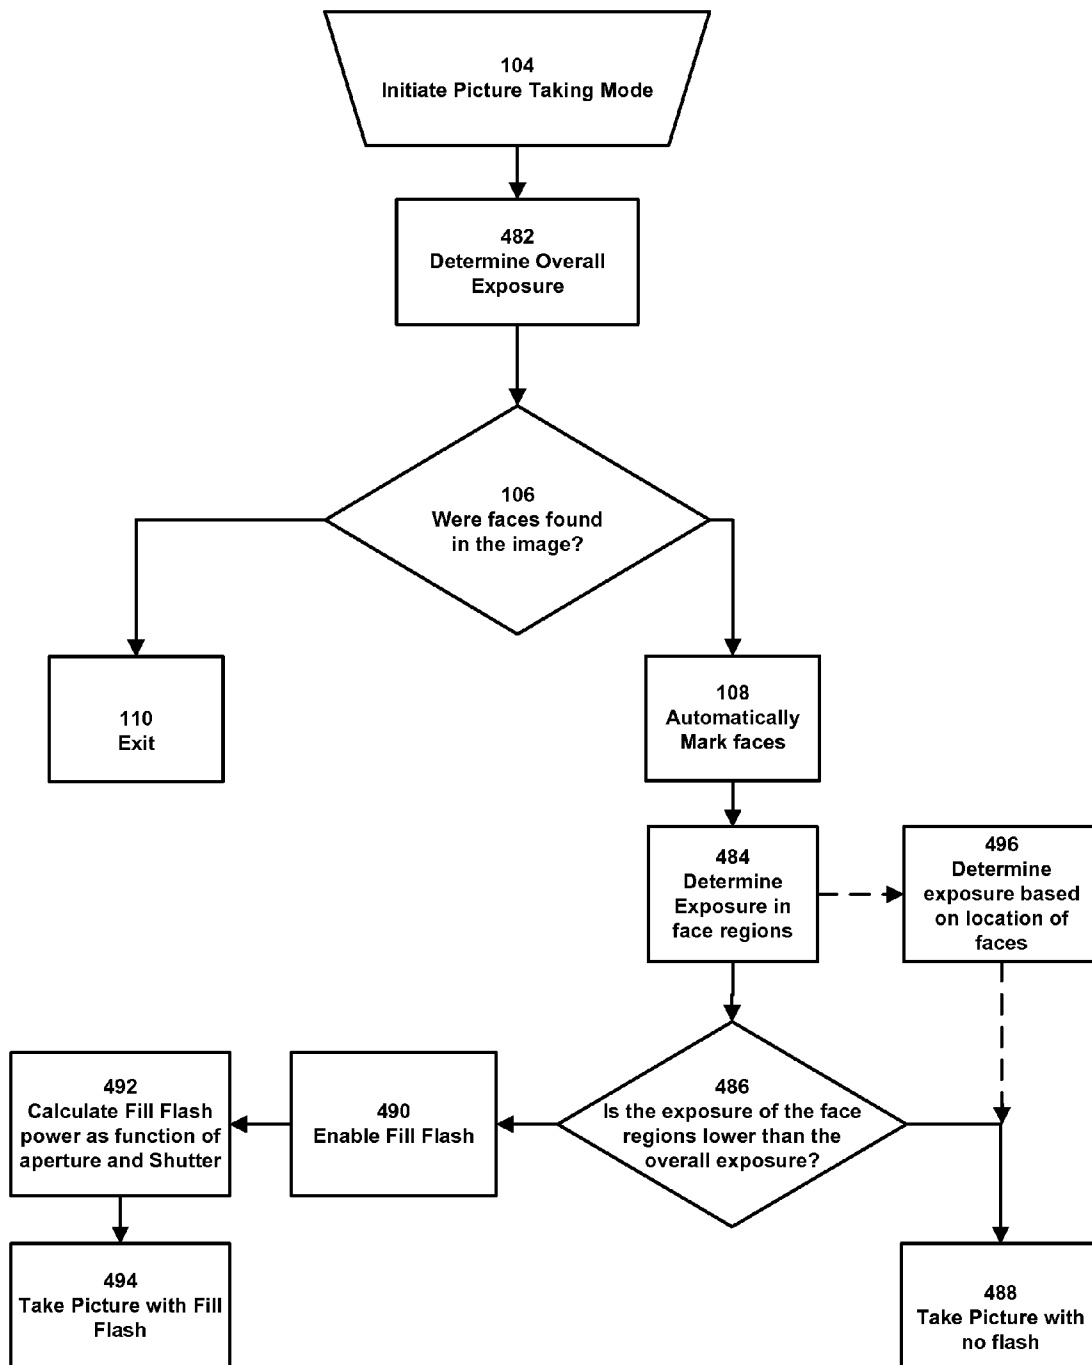 104
Initiate Picture Taking Mode
482
Determine Overall
Exposure
106
Were faces found
in the image?
110
Exit
108
Automatically
Mark faces
484
Determine
Exposure in
face regions
496
Determine
exposure based
on location of
faces
486
Is the exposure of the face
regions lower than the
overall exposure?
490
Enable Fill Flash
492
Calculate Fill Flash
power as function of
aperture and Shutter
494
Take Picture with Fill
Flash
488
Take Picture with
no flash